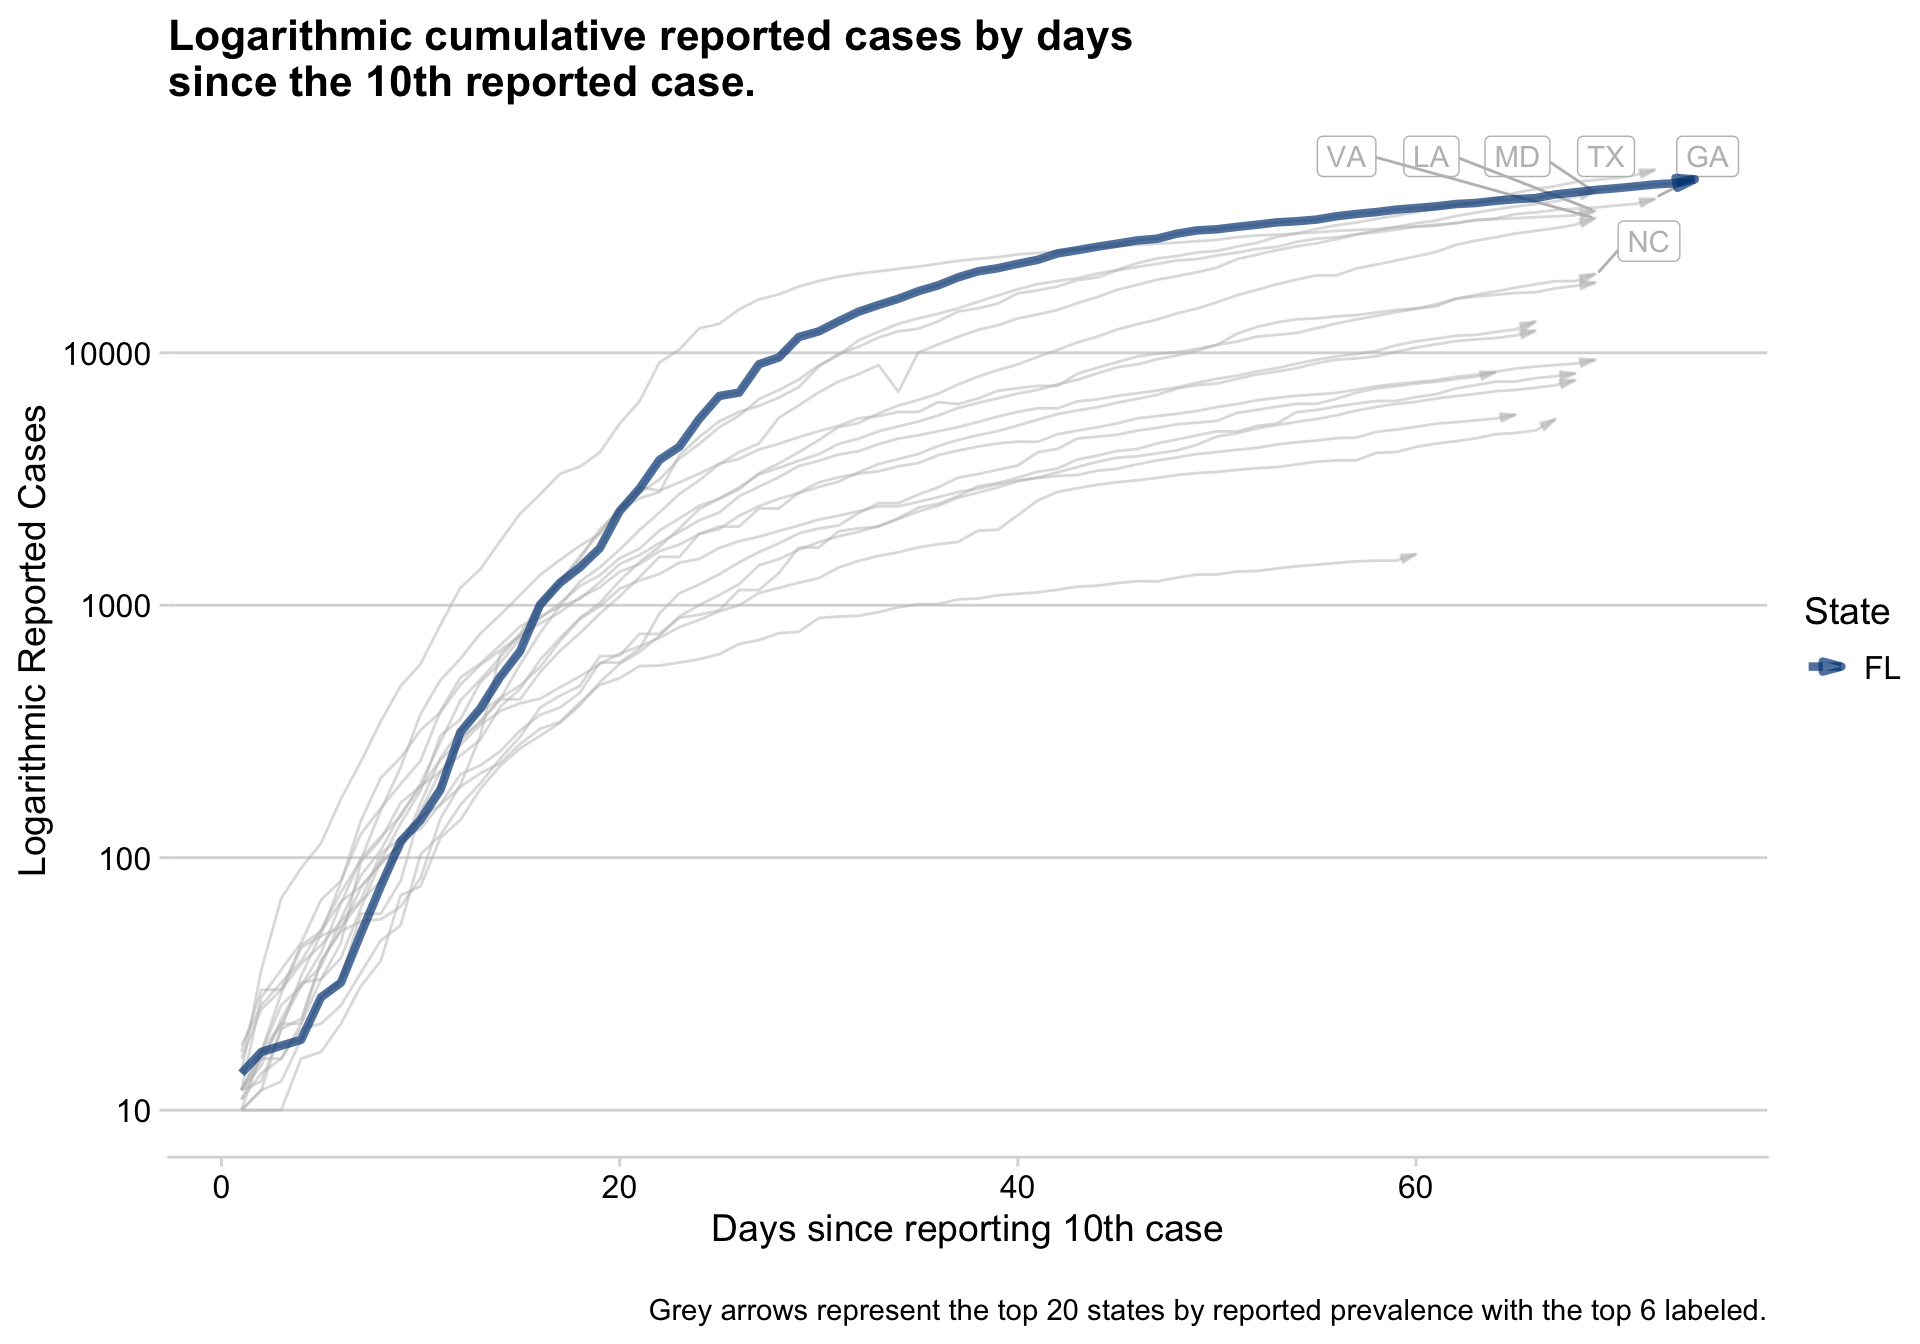 Logarithmic cumulative reported cases by days
since the 10th reported case.
VA
LA
MD
TX
GA
NC
10000
1000
100
10
Logarithmic Reported Cases
State
FL
0
20
40
60
Days since reporting 10th case
Grey arrows represent the top 20 states by reported prevalence with the top 6 labeled.